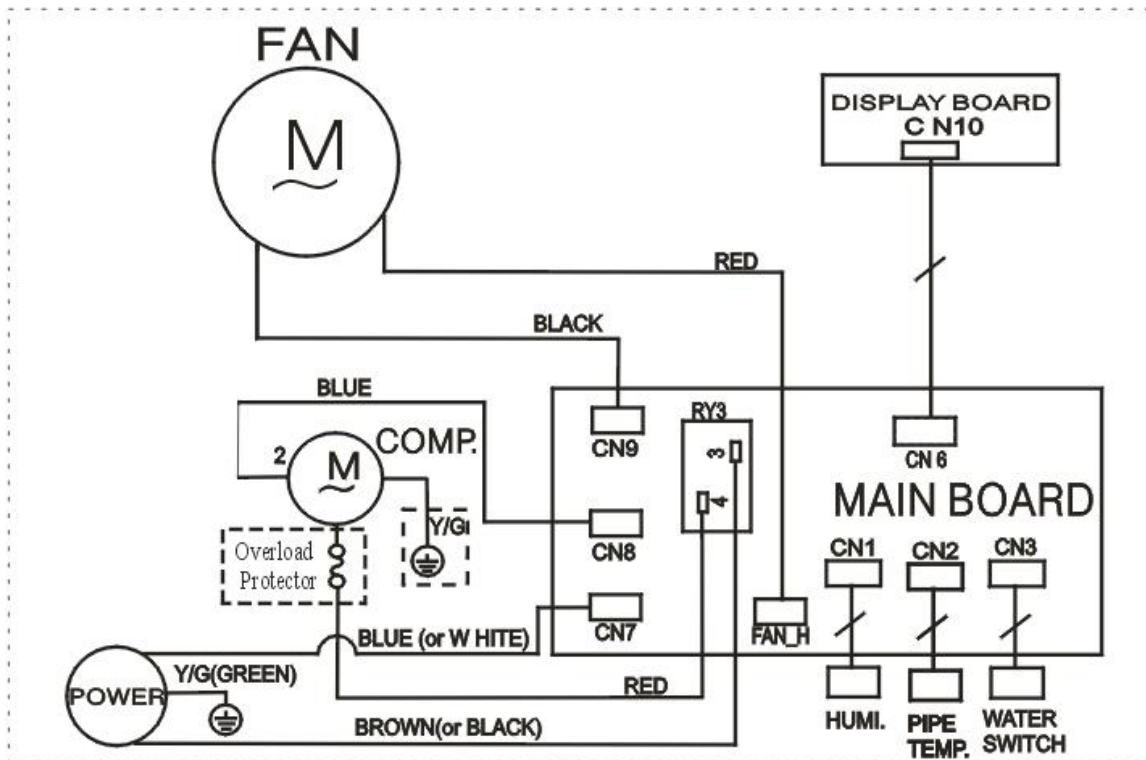 FAN
M
DISPLAY BOARD
C N10
RED
BLACK
BLUE
RY3
3
4
CN9
CN 6
2
M
COMP.
MAIN BOARD
Y/G
Overload
Protector
CN8
CN1
CN2
CN3
CN7
FAN_H
BLUE (or W HITE)
Y/G(GREEN)
POWER
RED
BROWN(or BLACK)
HUMI.
PIPE
TEMP.
WATER
SWITCH